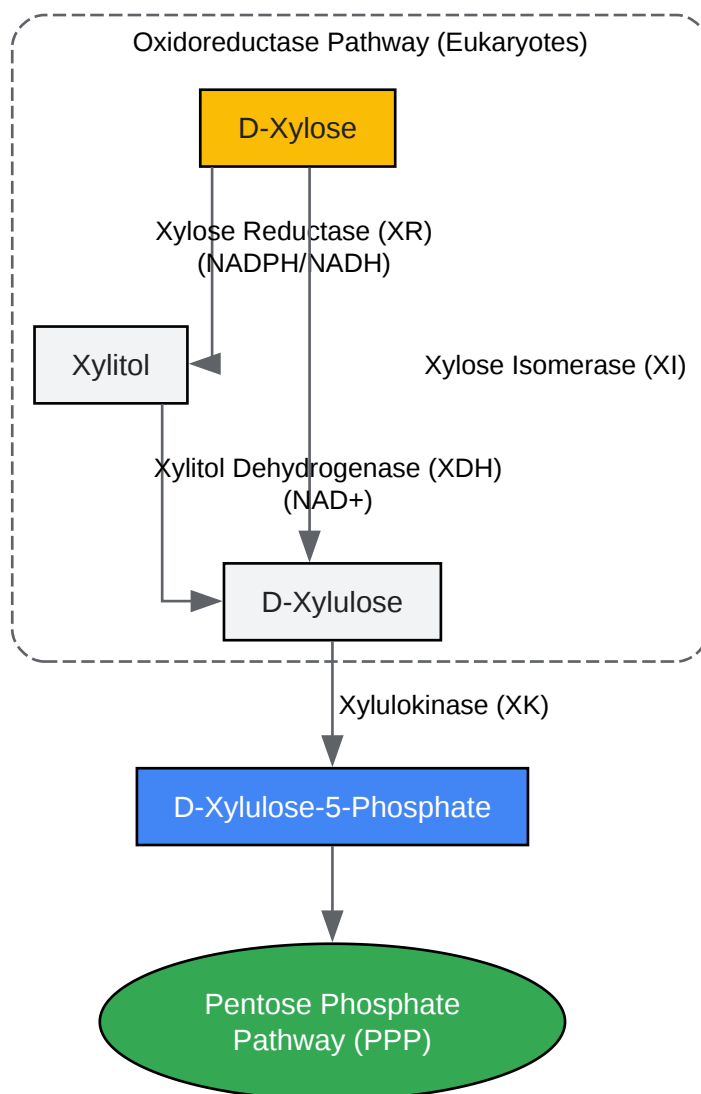 Oxidoreductase Pathway (Eukaryotes)
D-Xylose
Xylose Reductase (XR)
(NADPH/NADH)
Xylitol
Xylose Isomerase (XI)
Xylitol Dehydrogenase (XDH)
(NAD+)
D-Xylulose
Xylulokinase (XK)
D-Xylulose-5-Phosphate
Pentose Phosphate
Pathway (PPP)